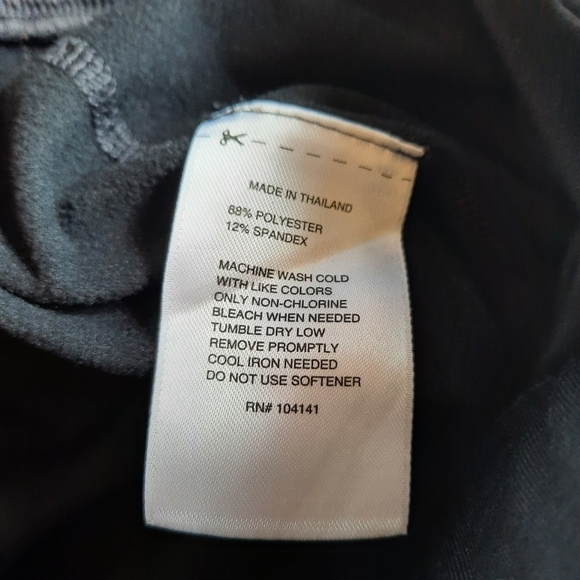 MADE IN THAILAND
88% POLYESTER
12% SPANDEX
MACHINE WASH COLD
WITH LIKE COLORS
ONLY NON-CHLORINE
BLEACH WHEN NEEDED
TUMBLE DRY LOW
REMOVE PROMPTLY
COOL IRON NEEDED
DO NOT USE SOFTENER
RN# 104141